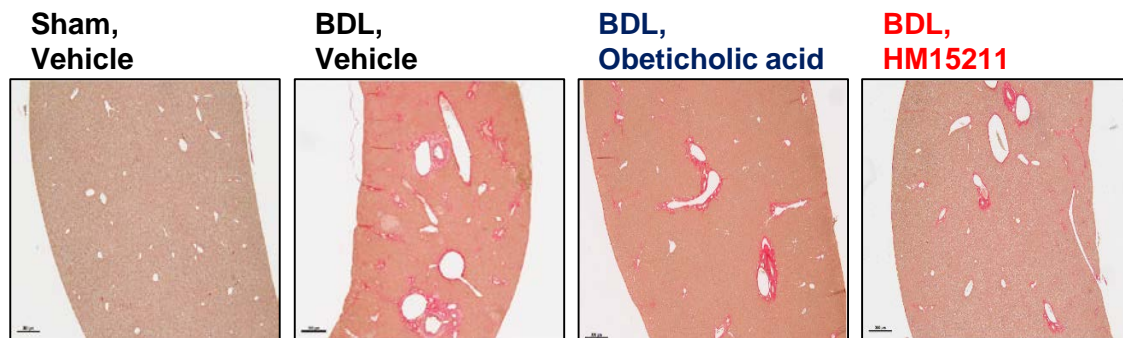 Sham,
Vehicle
BDL,
Vehicle
BDL,
Obeticholic acid
BDL,
HM15211